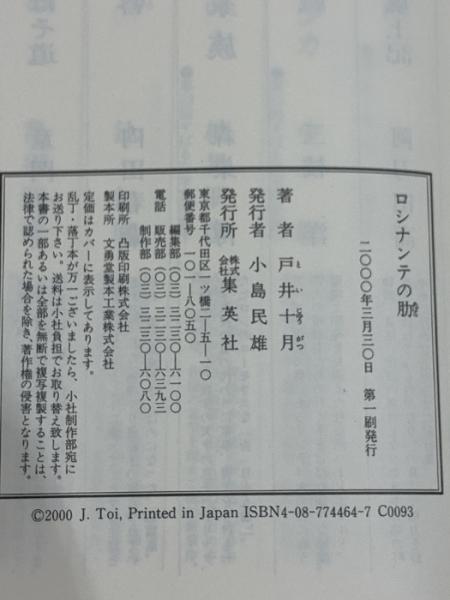 ロシナンテの肋
二〇〇〇年三月三〇日 第一刷発行
著者 戸井十月
発行者 小島民雄
発行所 株式会社集英社
東京都千代田区一ツ橋二―五―一〇
郵便番号 一〇一―八〇五〇
編集部(〇三)三二三〇―六一〇〇
電話 販売部(〇三)三二三〇―六三九三
制作部(〇三)三二三〇―六〇八〇
印刷所 凸版印刷株式会社
製本所 文勇堂製本工業株式会社
定価はカバーに表示してあります。
乱丁・落丁本が万一ございましたら、小社制作部宛に
お送り下さい。送料は小社負担でお取り替え致します。
本書の一部あるいは全部を無断で複写複製することは、
法律で認められた場合を除き、著作権の侵害となります。
©2000 J. Toi, Printed in Japan ISBN4-08-774464-7 C0093